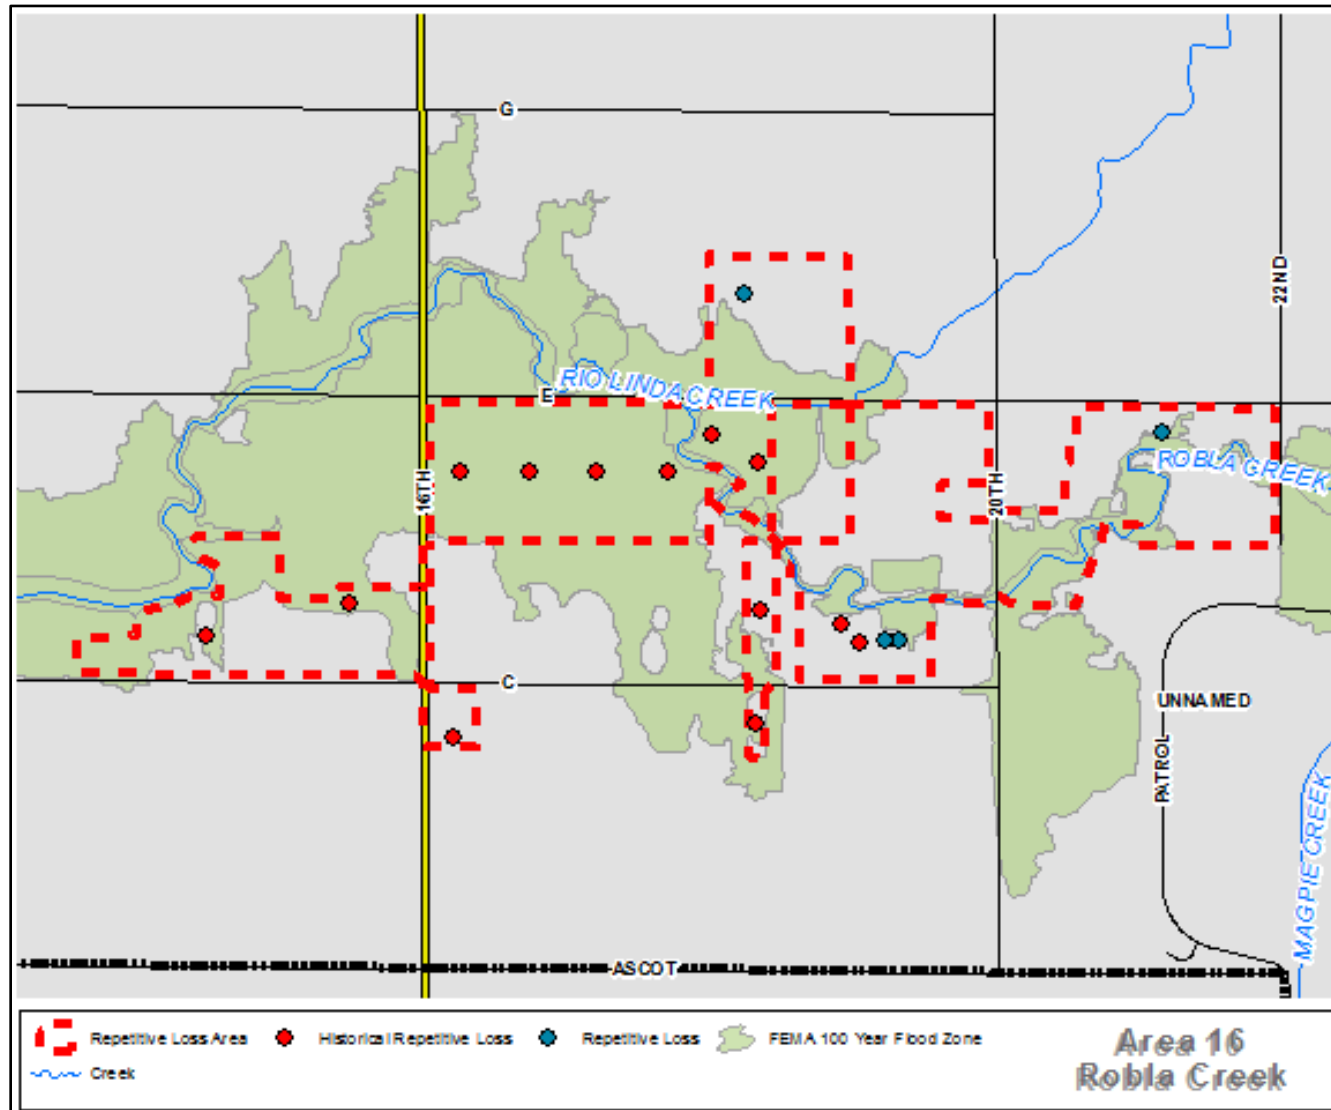 G
22ND
RIO LINDA CREEK
E
ROBLA CREEK
16TH
20TH
C
UNNAMED
PATROL
MAGPIE CREEK
ASCOT
Repetitive Loss Area
Historical Repetitive Loss
Repetitive Loss
FEMA 100 Year Flood Zone
Creek
Area 16
Robla Creek